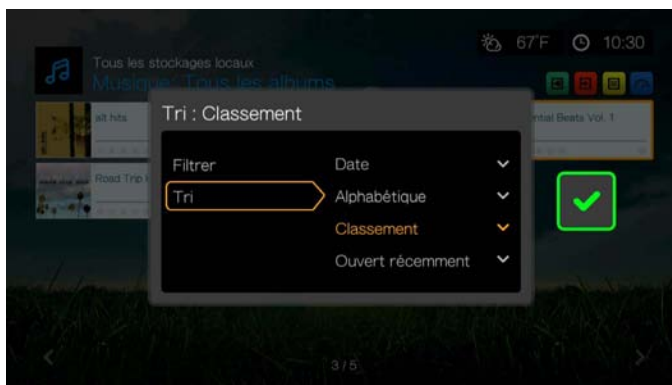 67°F 10:30
Tous les stockages locaux
Musique: Tous les albums
alt hits
ntial Beats Vol. 1
Road Trip
Tri : Classement
Filtrer
Tri
Date
Alphabétique
Classement
Ouvert récemment
3/5